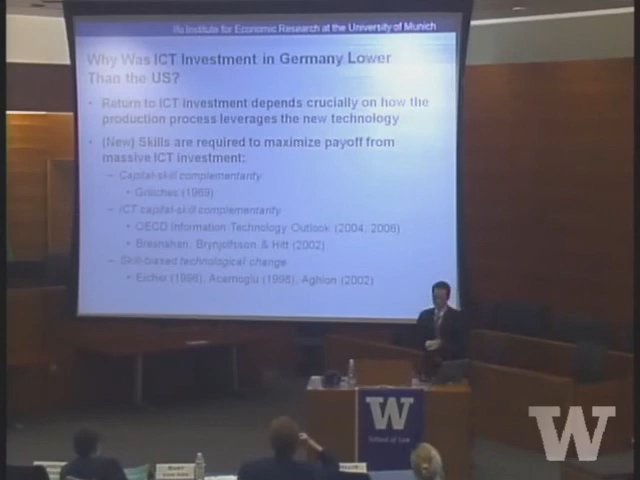 ifo Institute for Economic Research at the University of Munich
Why Was ICT Investment in Germany Lower
Than the US?
• Return to ICT Investment depends crucially on how the
production process leverages the new technology
• (New) Skills are required to maximize payoff from
massive ICT investment:
– Capital-skill complementarity
• Griliches (1969)
– ICT capital-skill complementarity
• OECD Information Technology Outlook (2004, 2006)
• Bresnahan, Brynjolfsson & Hitt (2002)
– Skill-biased technological change
• Eicher (1996), Acemoglu (1998), Aghion (2002)
W
School of Law
W